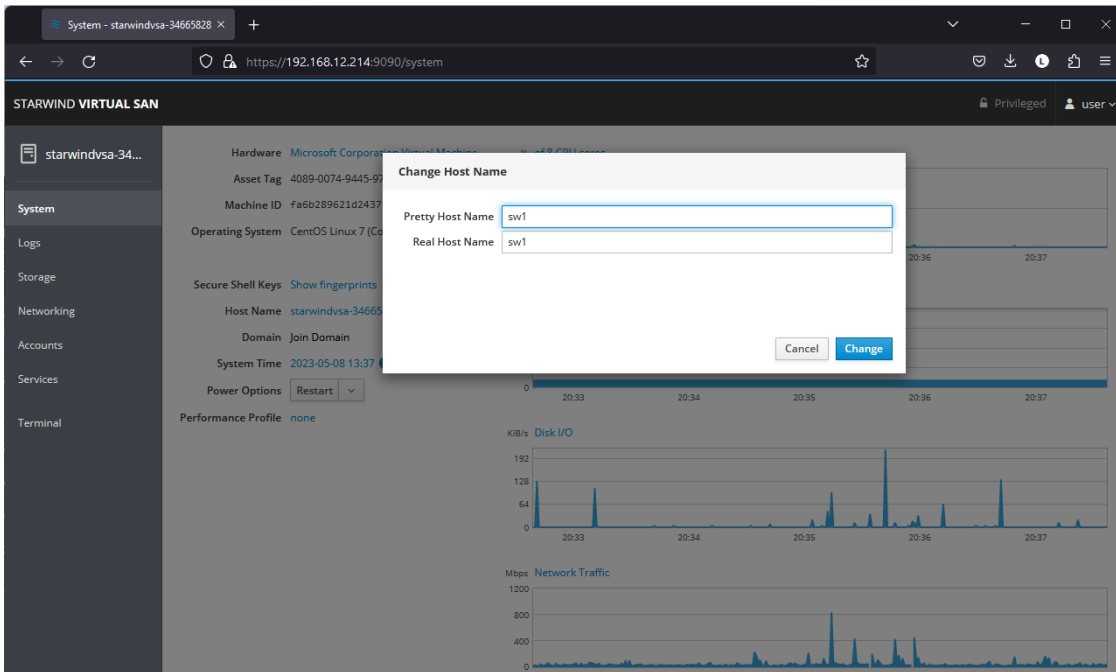 System - starwindvsa-34665828
https://192.168.12.214:9090/system
L
STARWIND VIRTUAL SAN
Privileged
user
starwindvsa-34...
System
Logs
Storage
Networking
Accounts
Services
Terminal
Hardware Microsoft Corporation Virtual Machine
Asset Tag 4089-0074-9445-97
Machine ID fa6b289621d2437
Operating System CentOS Linux 7 (Co
Secure Shell Keys Show fingerprints
Host Name starwindvsa-34665
Domain Join Domain
System Time 2023-05-08 13:37
Power Options Restart
Performance Profile none
Change Host Name
Pretty Host Name sw1
Real Host Name sw1
Cancel Change
% of 8 CPU cores
20:36 20:37
0
20:33 20:34 20:35 20:36 20:37
KiB/s Disk I/O
192
128
64
0
20:33 20:34 20:35 20:36 20:37
Mbps Network Traffic
1200
800
400
0